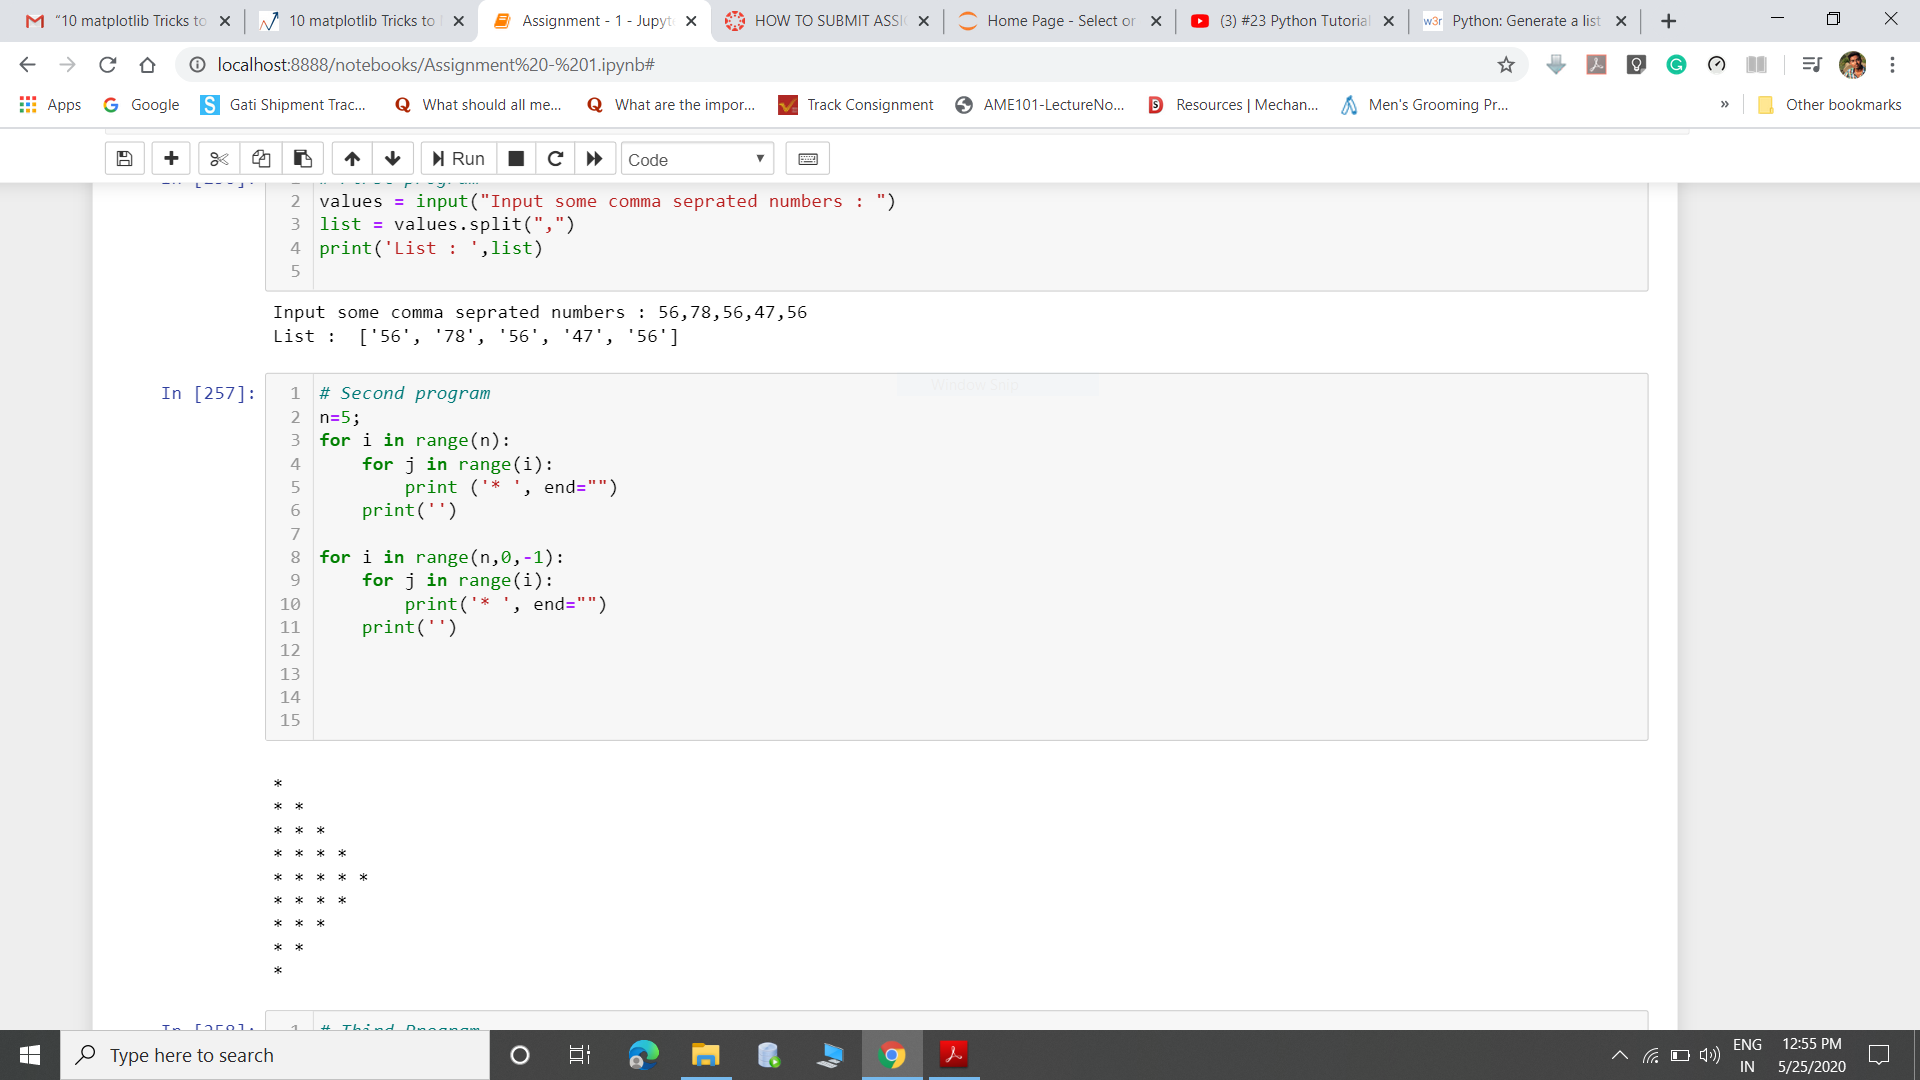 "10 matplotlib Tricks to
10 matplotlib Tricks to
Assignment - 1 - Jupyt
HOW TO SUBMIT ASSI
Home Page - Select or
(3) #23 Python Tutorial
w3r Python: Generate a list
localhost:8888/notebooks/Assignment%20-%201.ipynb#
Apps
Google
Gati Shipment Trac...
What should all me...
What are the impor...
Track Consignment
AME101-LectureNo...
Resources | Mechan...
Men's Grooming Pr...
»
Other bookmarks
Run
Code
1 # First program
2 values = input("Input some comma seprated numbers : ")
3 list = values.split(",")
4 print('List : ',list)
5
Input some comma seprated numbers : 56,78,56,47,56
List :  ['56', '78', '56', '47', '56']
Window Snip
In [257]:
1 # Second program
2 n=5;
3 for i in range(n):
4     for j in range(i):
5         print ('* ', end="")
6     print('')
7
8 for i in range(n,0,-1):
9     for j in range(i):
10         print('* ', end="")
11     print('')
12
13
14
15
*
* *
* * *
* * * *
* * * * *
* * * *
* * *
* *
*
In [258]:
1 # Third Program
Type here to search
ENG
IN
12:55 PM
5/25/2020